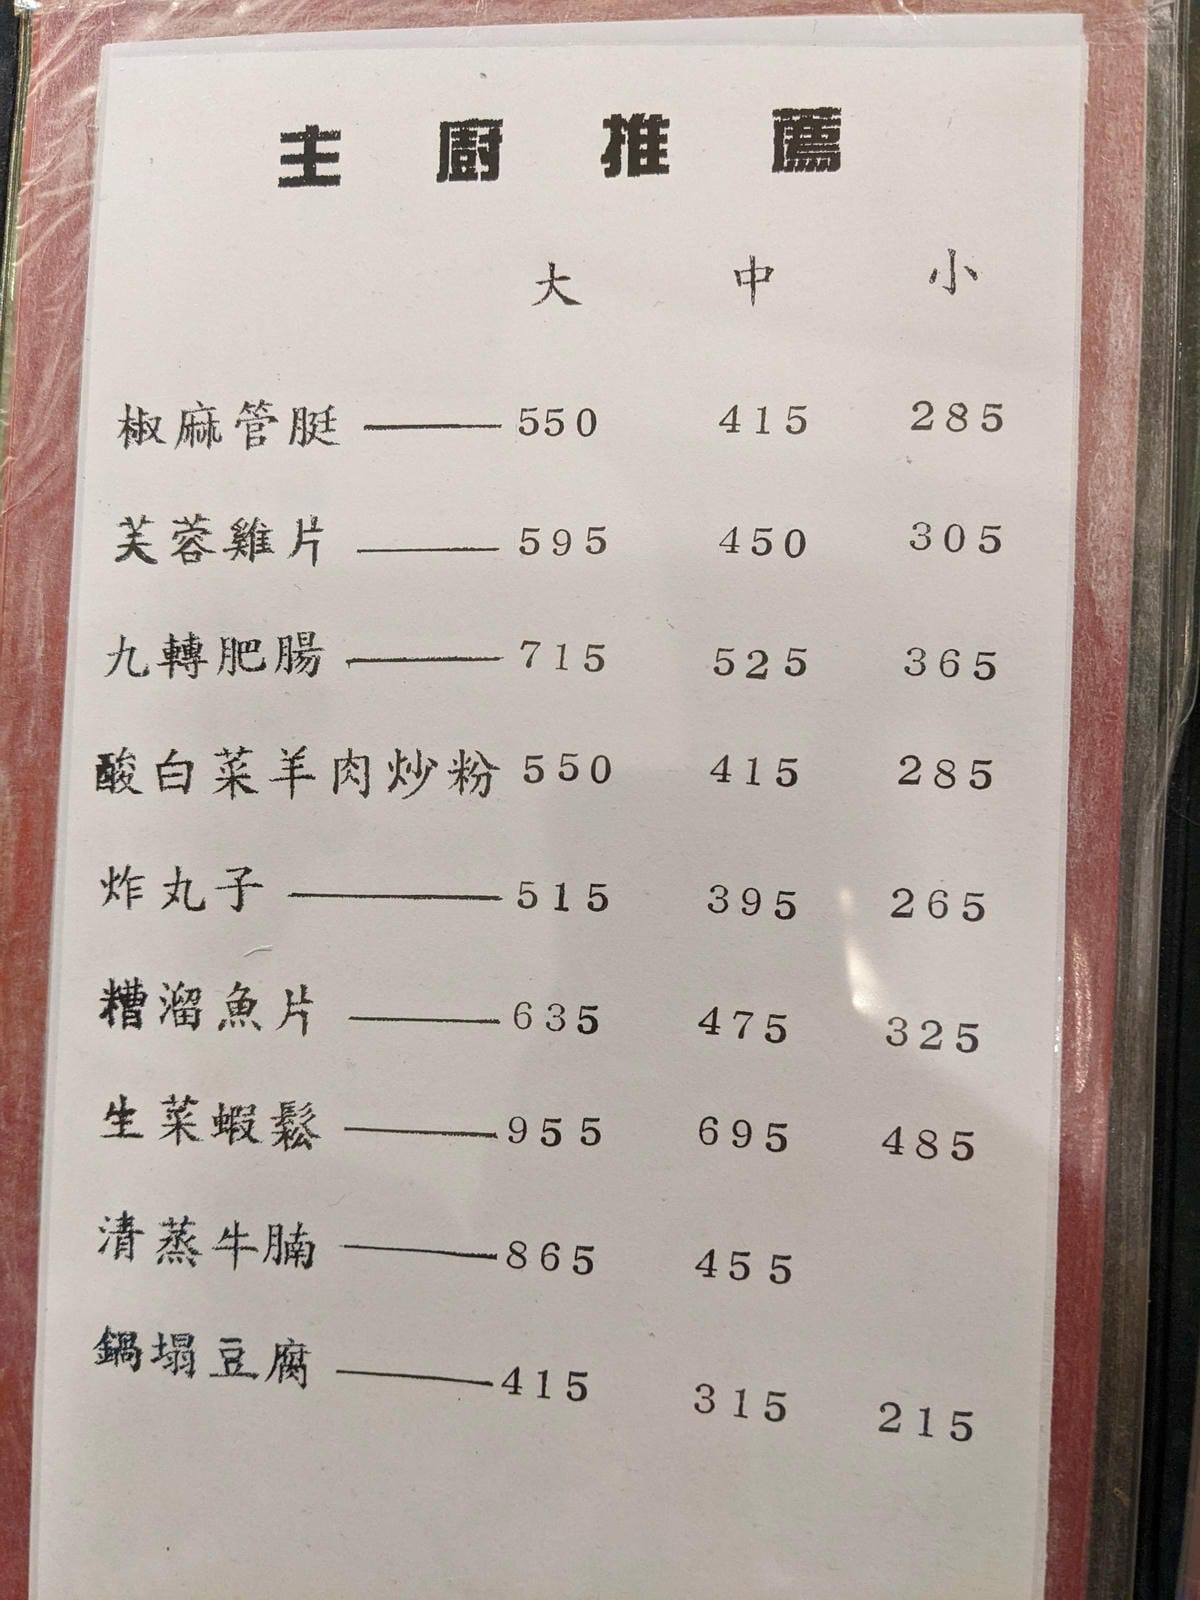 主廚推薦
大 中 小
椒麻管艇 550 415 285
芙蓉雞片 595 450 305
九轉肥腸 715 525 365
酸白菜羊肉炒粉 550 415 285
炸丸子 515 395 265
糟溜魚片 635 475 325
生菜蝦鬆 955 695 485
清蒸牛腩 865 455
鍋塌豆腐 415 315 215